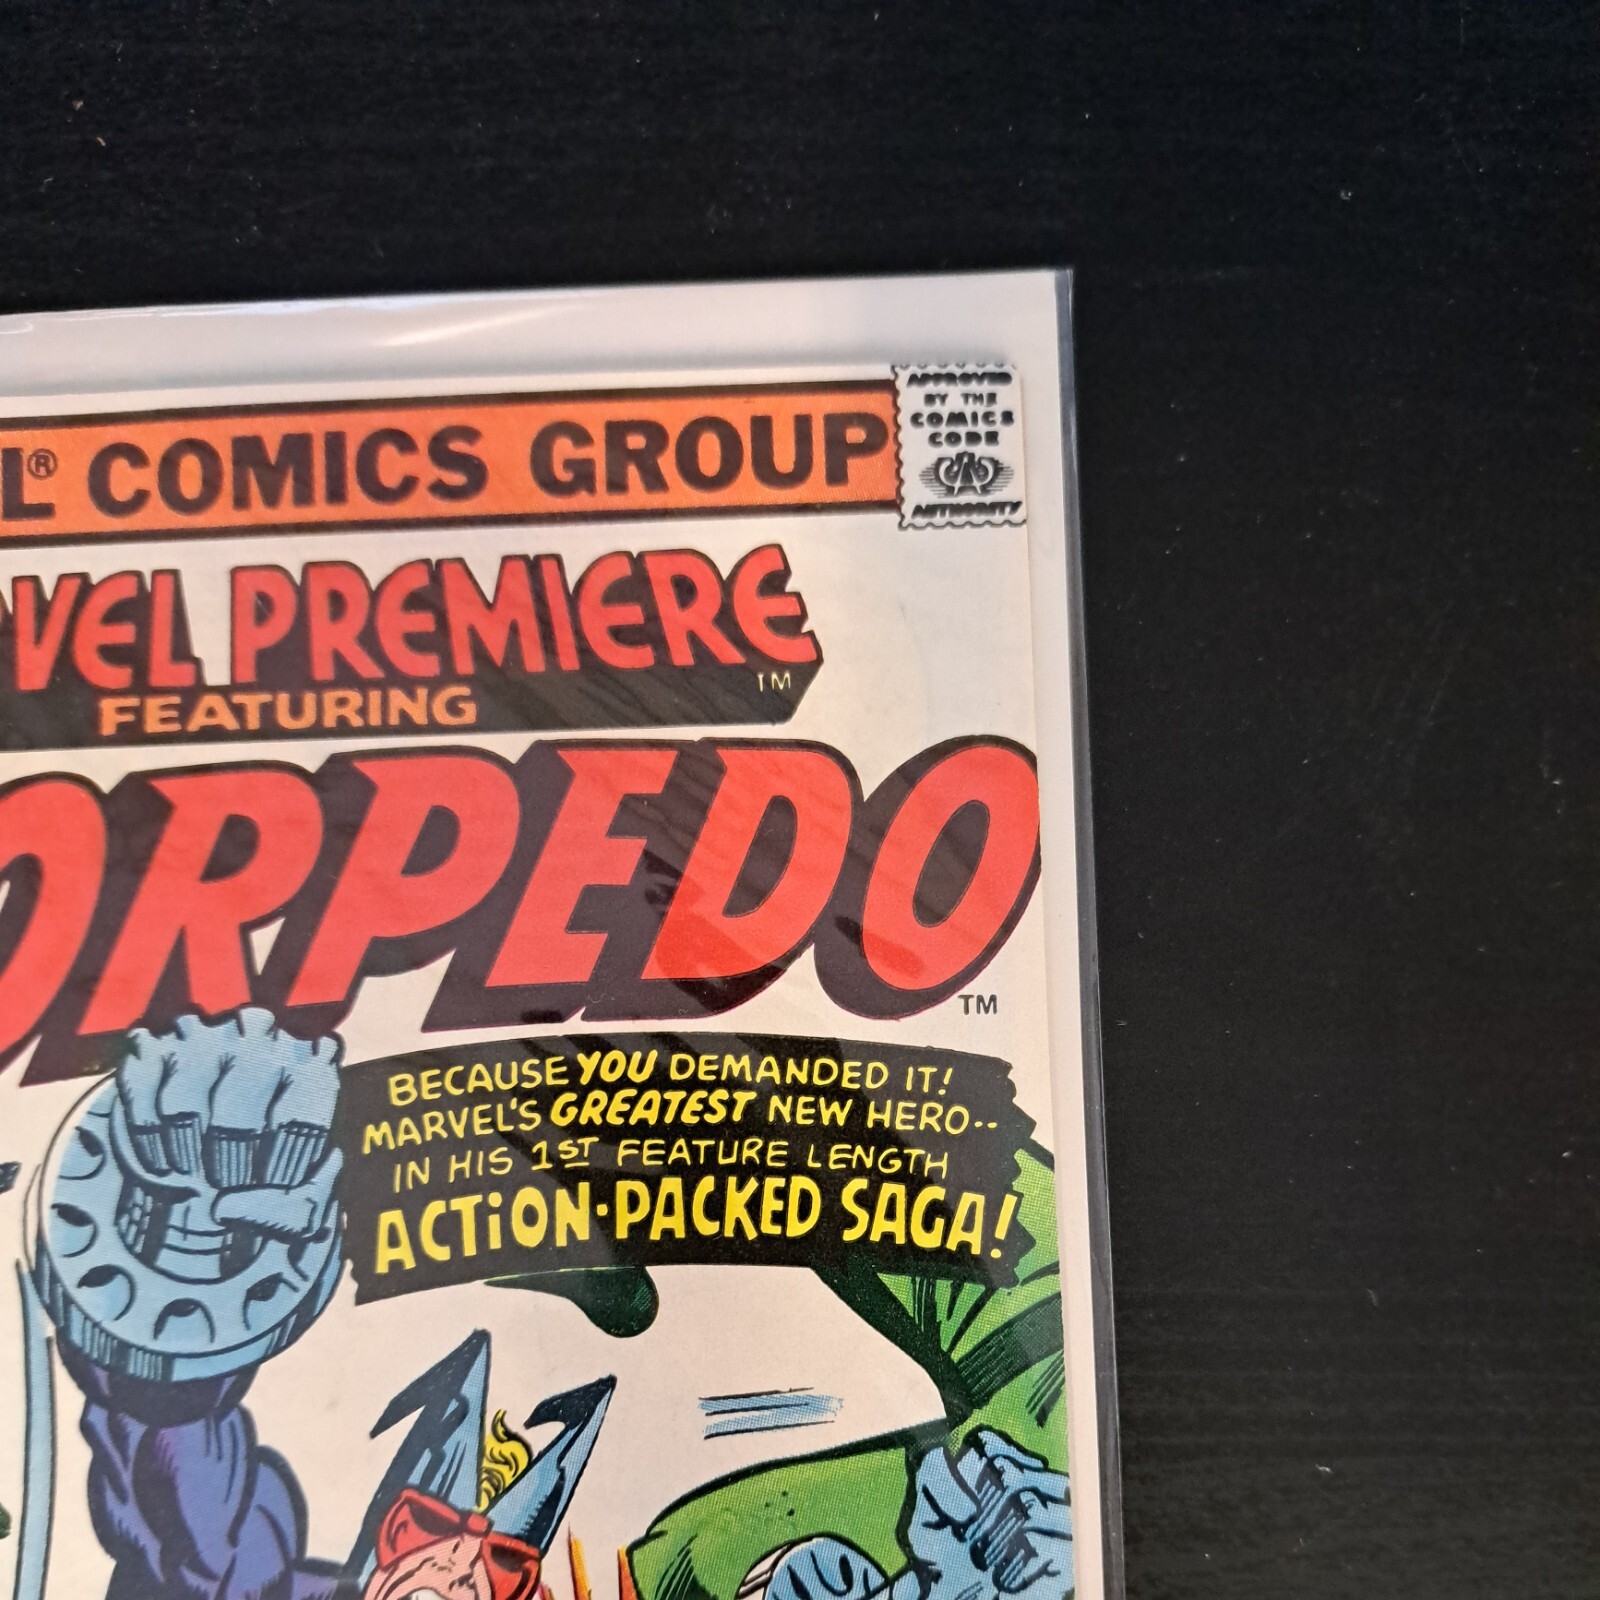 L® COMICS GROUP
APPROVED
BY THE
COMICS
CODE
AUTHORITY
VEL PREMIERE
TM
FEATURING
ORPEDO
TM
BECAUSE YOU DEMANDED IT!
MARVEL'S GREATEST NEW HERO--
IN HIS 1ST FEATURE LENGTH
ACTiON-PACKED SAGA!